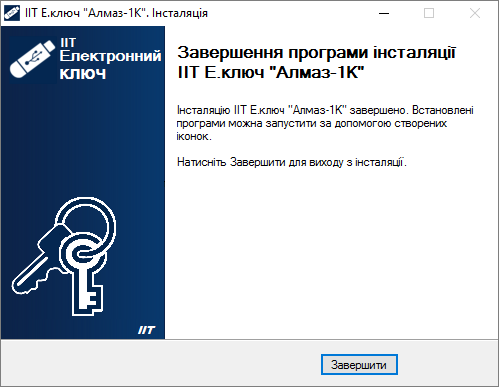 ІІТ Е.ключ "Алмаз-1К". Інсталяція
ІІТ
Електронний
ключ
Завершення програми інсталяції
ІІТ Е.ключ "Алмаз-1К"
Інсталяцію ІІТ Е.ключ "Алмаз-1К" завершено. Встановлені
програми можна запустити за допомогою створених
іконок.
Натисніть Завершити для виходу з інсталяції.
ІІТ
Завершити